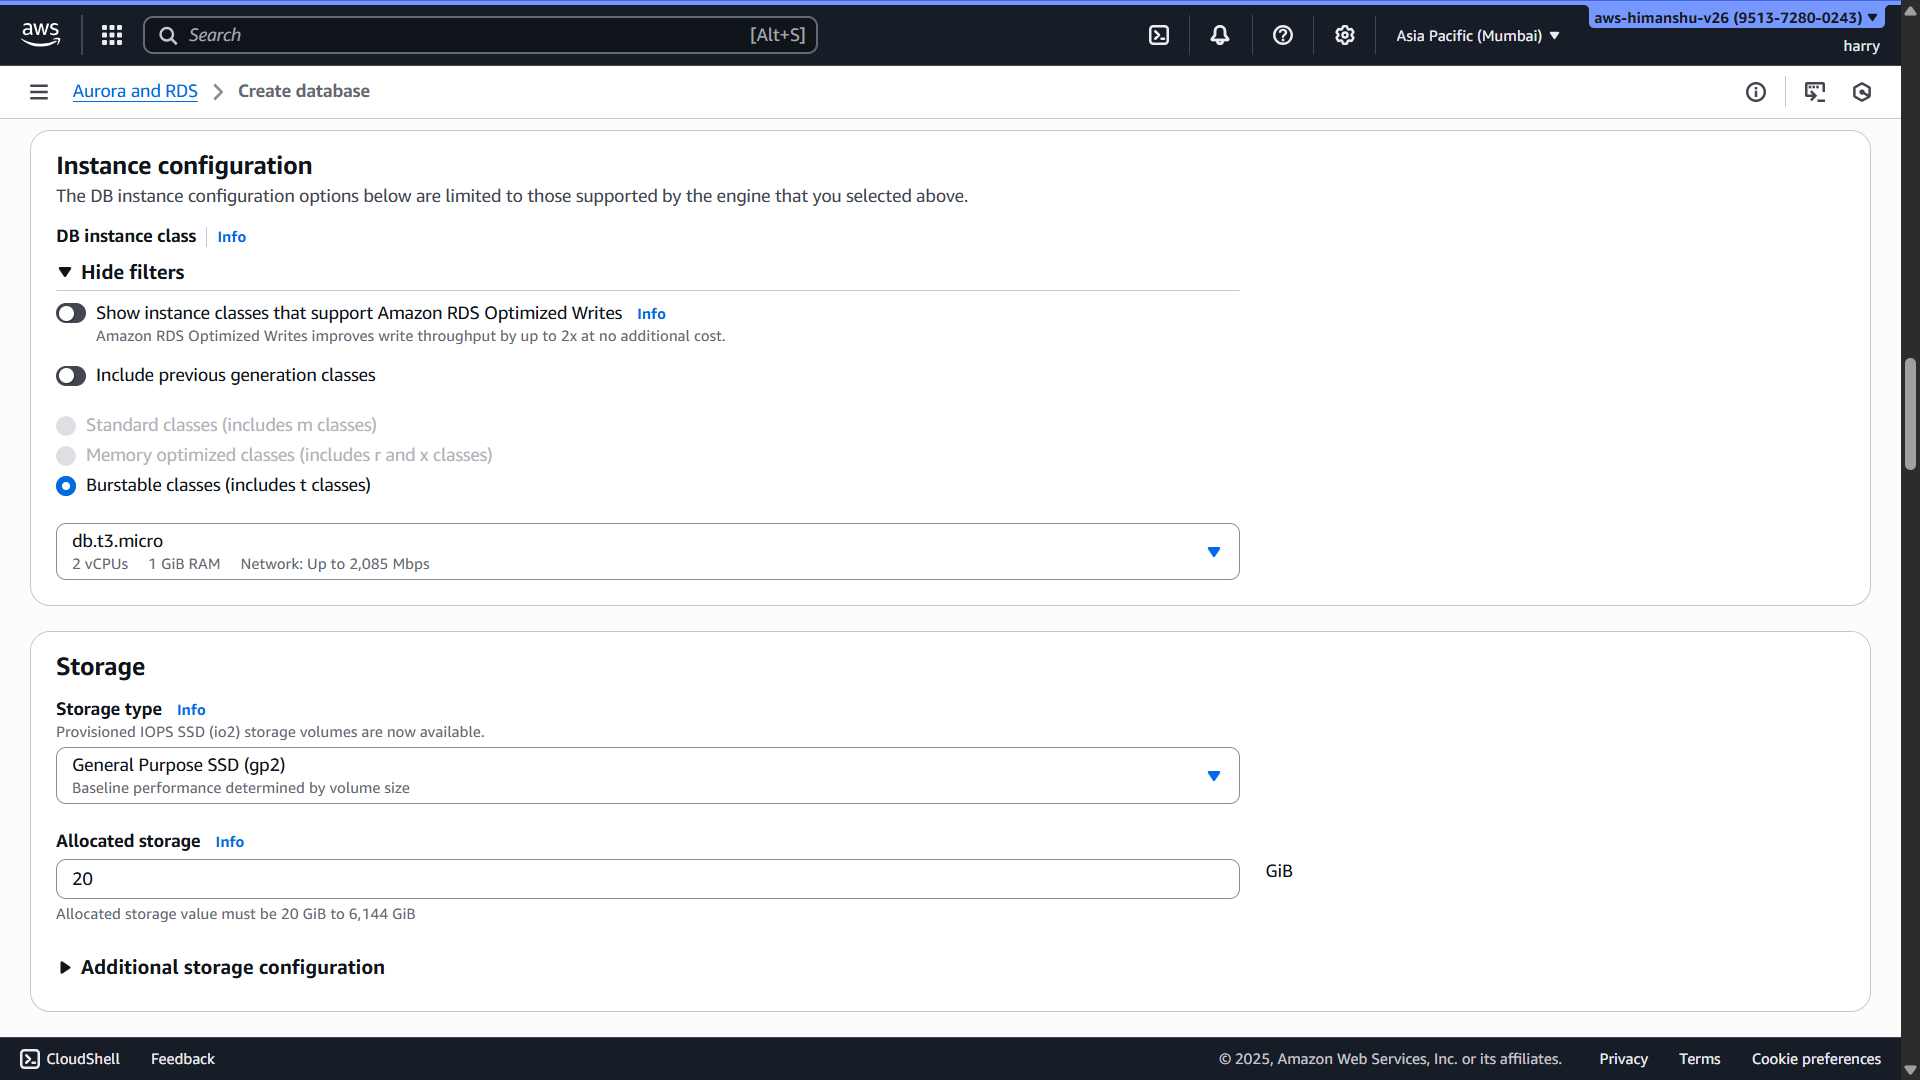 aws
Search [Alt+S]
Asia Pacific (Mumbai)
aws-himanshu-v26 (9513-7280-0243)
harry
Aurora and RDS
Create database
Instance configuration
The DB instance configuration options below are limited to those supported by the engine that you selected above.
DB instance class Info
Hide filters
Show instance classes that support Amazon RDS Optimized Writes Info
Amazon RDS Optimized Writes improves write throughput by up to 2x at no additional cost.
Include previous generation classes
Standard classes (includes m classes)
Memory optimized classes (includes r and x classes)
Burstable classes (includes t classes)
db.t3.micro
2 vCPUs 1 GiB RAM Network: Up to 2,085 Mbps
Storage
Storage type Info
Provisioned IOPS SSD (io2) storage volumes are now available.
General Purpose SSD (gp2)
Baseline performance determined by volume size
Allocated storage Info
20 GiB
Allocated storage value must be 20 GiB to 6,144 GiB
Additional storage configuration
CloudShell Feedback © 2025, Amazon Web Services, Inc. or its affiliates. Privacy Terms Cookie preferences